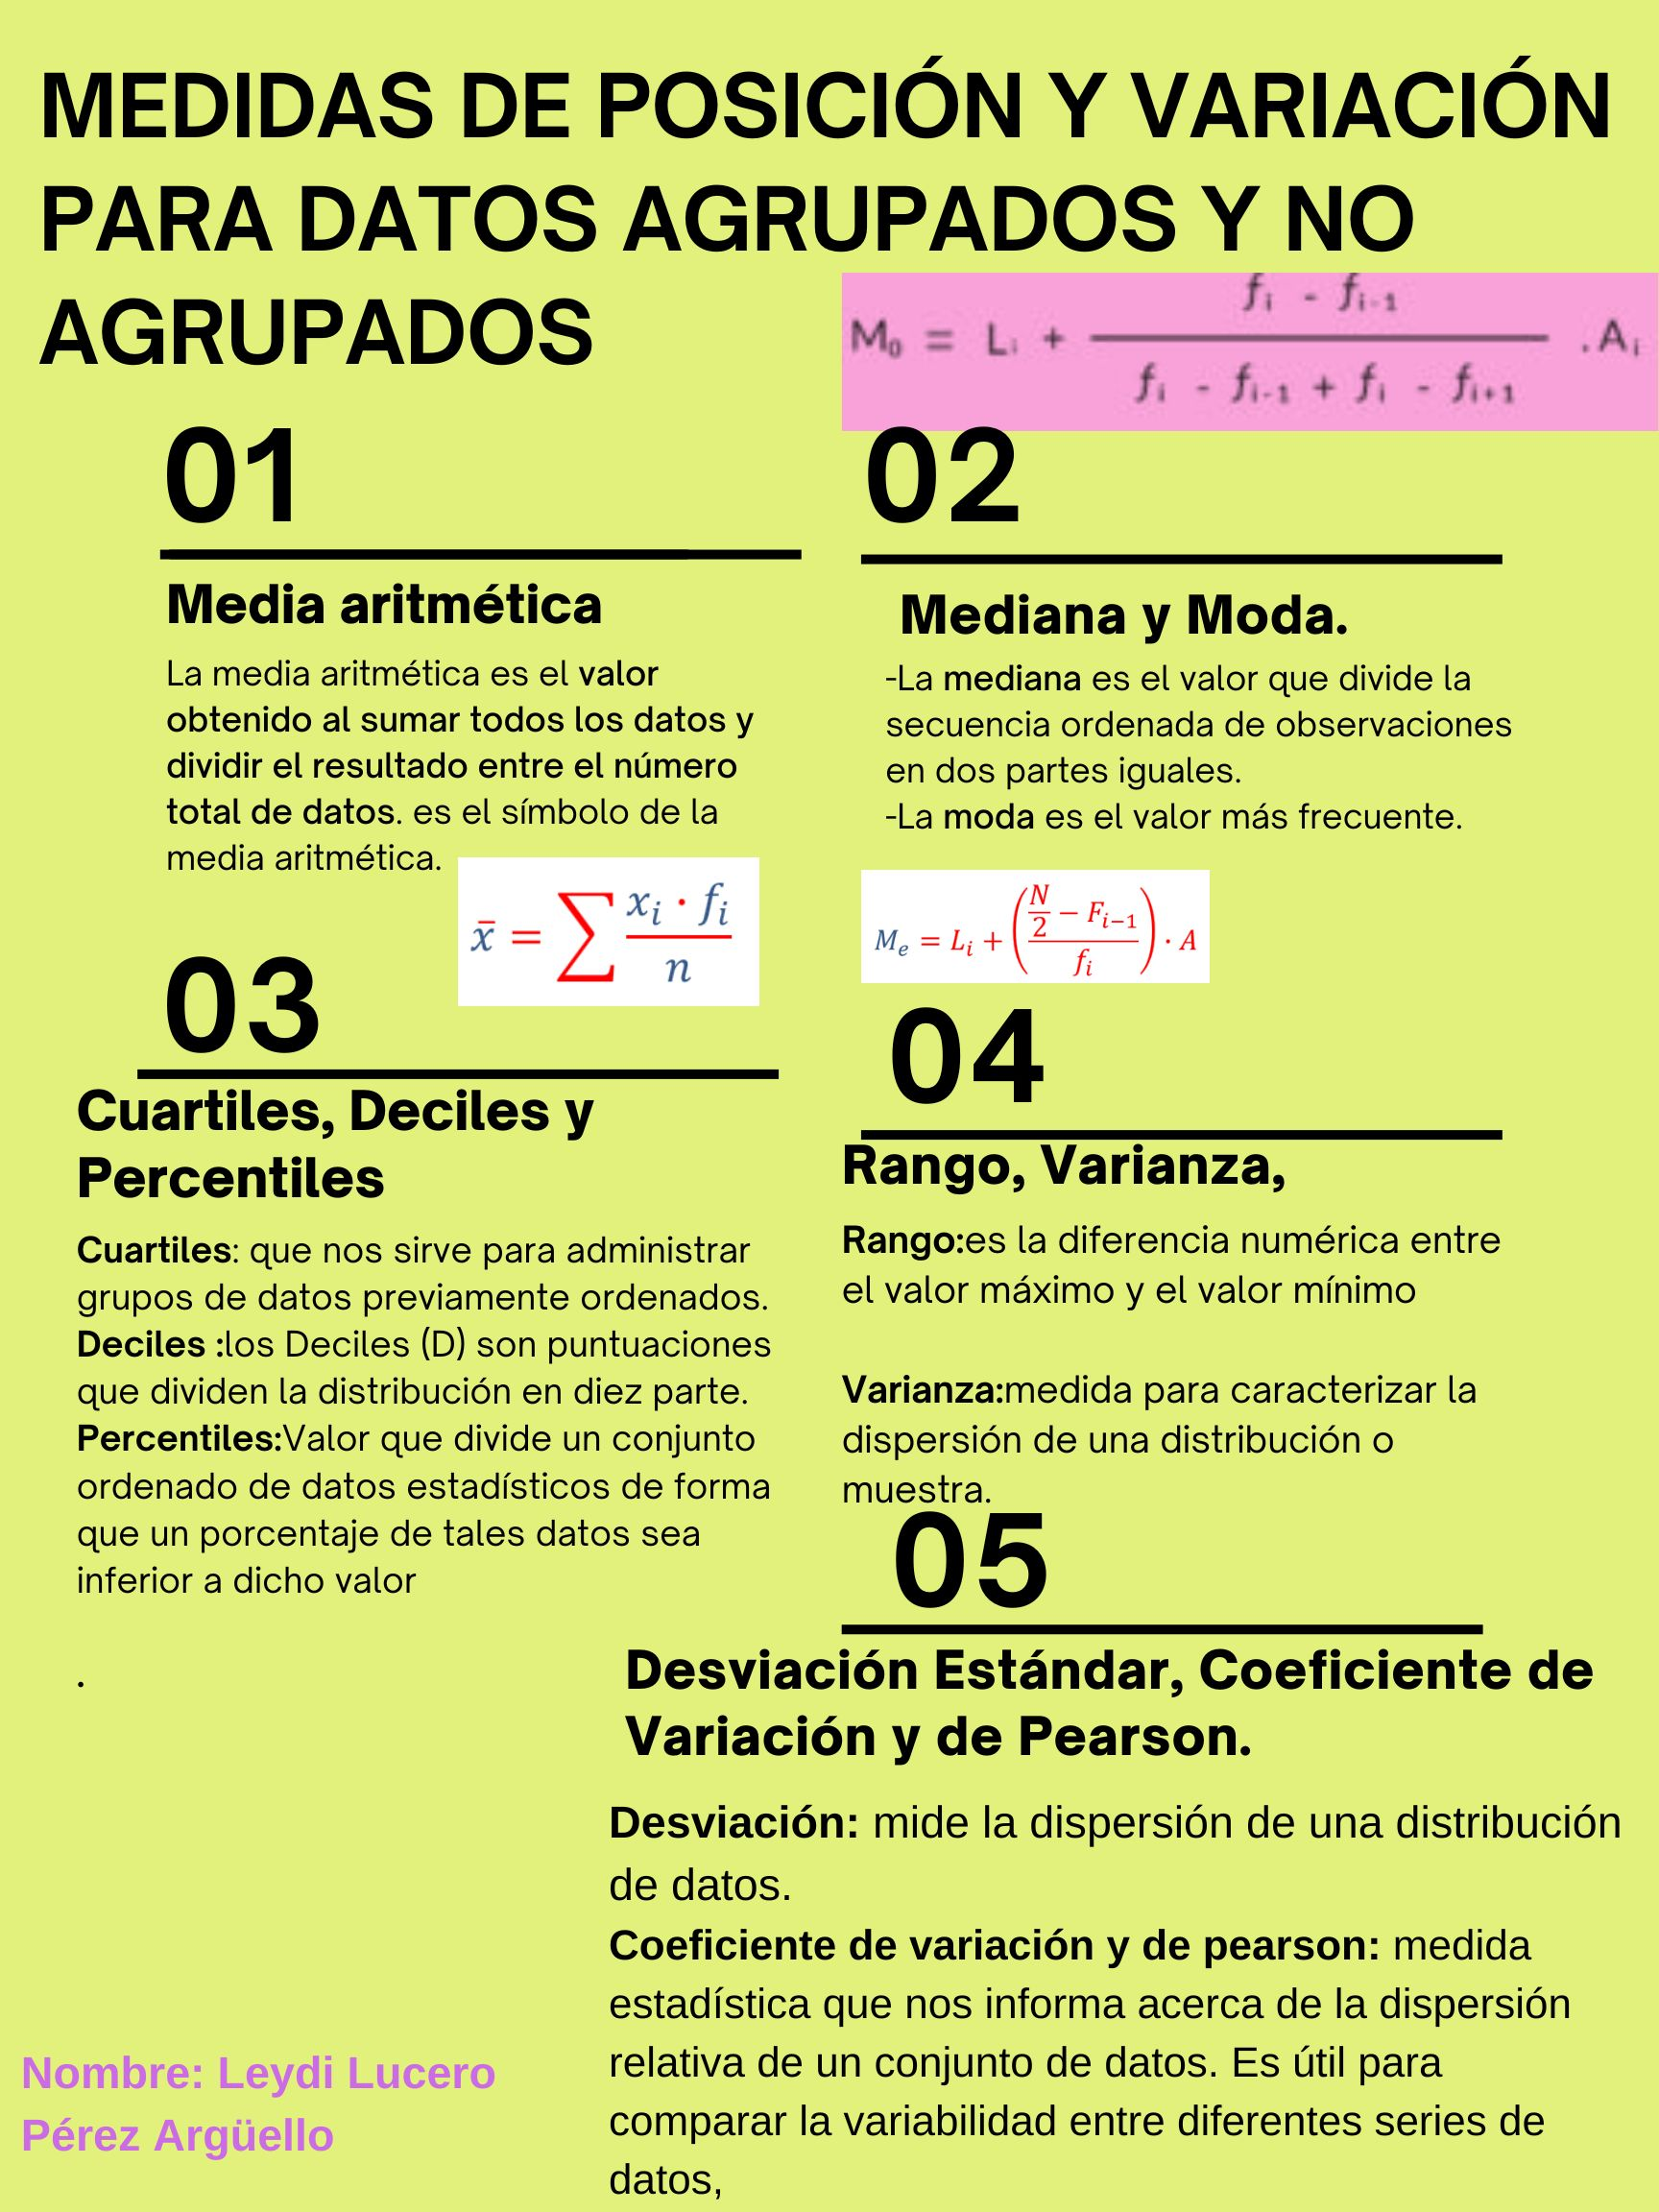 MEDIDAS DE POSICIÓN Y VARIACIÓN
PARA DATOS AGRUPADOS Y NO
AGRUPADOS
M₀ = Lᵢ + (fᵢ - fᵢ₋₁) / (fᵢ - fᵢ₋₁ + fᵢ - fᵢ₊₁) . Aᵢ
01
Media aritmética
La media aritmética es el valor
obtenido al sumar todos los datos y
dividir el resultado entre el número
total de datos. es el símbolo de la
media aritmética.
x̄ = ∑ (xᵢ · fᵢ) / n
02
Mediana y Moda.
-La mediana es el valor que divide la
secuencia ordenada de observaciones
en dos partes iguales.
-La moda es el valor más frecuente.
Mₑ = Lᵢ + ((N/2 − Fᵢ₋₁) / fᵢ) · A
03
Cuartiles, Deciles y
Percentiles
Cuartiles: que nos sirve para administrar
grupos de datos previamente ordenados.
Deciles :los Deciles (D) son puntuaciones
que dividen la distribución en diez parte.
Percentiles:Valor que divide un conjunto
ordenado de datos estadísticos de forma
que un porcentaje de tales datos sea
inferior a dicho valor
.
04
Rango, Varianza,
Rango:es la diferencia numérica entre
el valor máximo y el valor mínimo
Varianza:medida para caracterizar la
dispersión de una distribución o
muestra.
05
Desviación Estándar, Coeficiente de
Variación y de Pearson.
Desviación: mide la dispersión de una distribución
de datos.
Coeficiente de variación y de pearson: medida
estadística que nos informa acerca de la dispersión
relativa de un conjunto de datos. Es útil para
comparar la variabilidad entre diferentes series de
datos,
Nombre: Leydi Lucero
Pérez Argüello